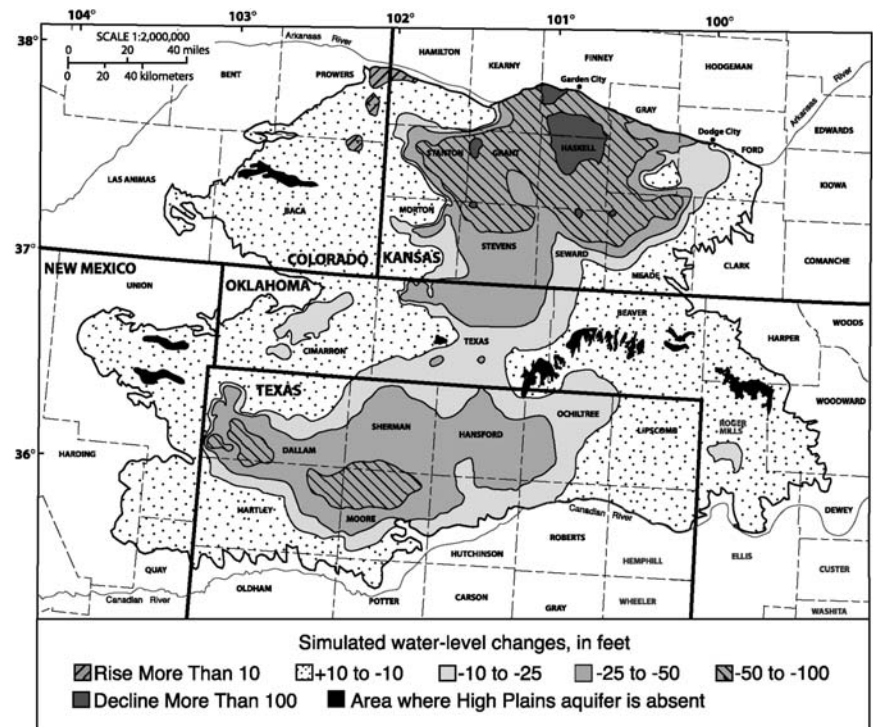 104° 103° 102° 101° 100°
38°
SCALE 1:2,000,000
0 20 40 miles
0 20 40 kilometers
Arkansas River
HAMILTON
KEARNY
FINNEY
HODGEMAN
BENT
PROWERS
Garden City
GRAY
Arkansas River
Dodge City
FORD
EDWARDS
STANTON
GRANT
HASKELL
LAS ANIMAS
KIOWA
BACA
MORTON
37°
STEVENS
SEWARD
MEADE
CLARK
COMANCHE
COLORADO
KANSAS
NEW MEXICO
UNION
OKLAHOMA
BEAVER
HARPER
WOODS
CIMARRON
TEXAS
TEXAS
WOODWARD
SHERMAN
HANSFORD
OCHILTREE
LIPSCOMB
ROGER
MILLS
36°
HARDING
DALLAM
HARTLEY
MOORE
Canadian River
DEWEY
HUTCHINSON
ROBERTS
HEMPHILL
ELLIS
QUAY
CUSTER
OLDHAM
POTTER
CARSON
GRAY
WHEELER
Canadian River
WASHITA
Simulated water-level changes, in feet
Rise More Than 10 +10 to -10 -10 to -25 -25 to -50 -50 to -100
Decline More Than 100 Area where High Plains aquifer is absent